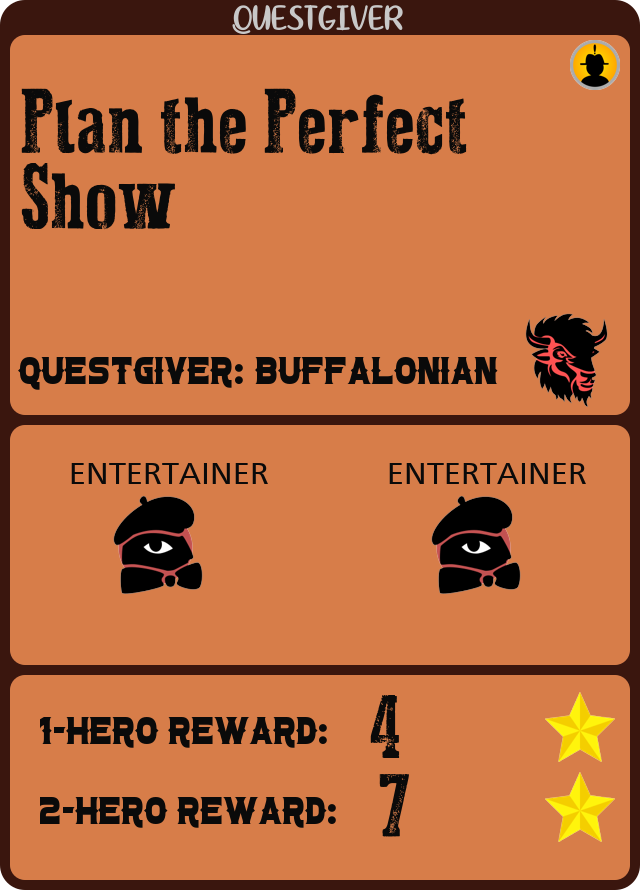 QUESTGIVER
Plan the Perfect
Show
QUESTGIVER: BUFFALONIAN
ENTERTAINER ENTERTAINER
1-HERO REWARD: 4
2-HERO REWARD: 7